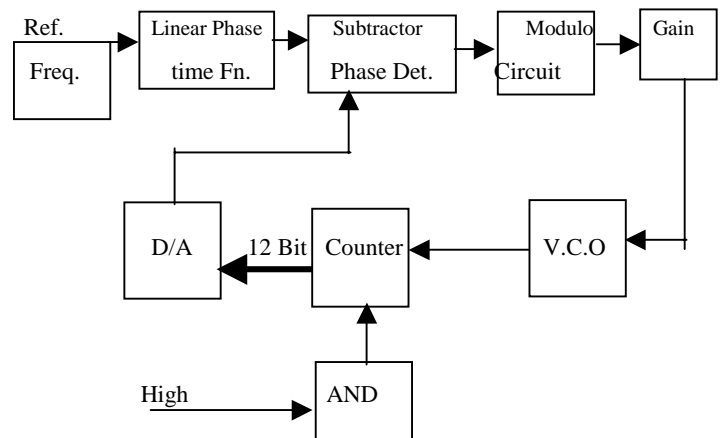 Ref.
Freq.
Linear Phase
time Fn.
Subtractor
Phase Det.
Modulo
Circuit
Gain
D/A
12 Bit
Counter
V.C.O
High
AND